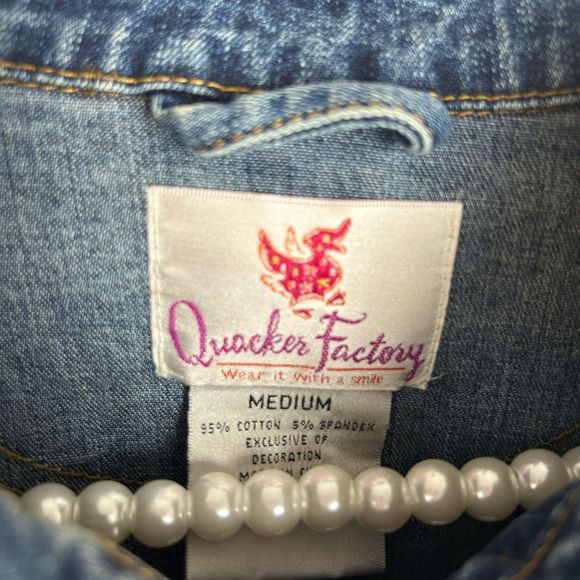 Quacker Factory
Wear it with a smile
MEDIUM
95% COTTON 5% SPANDEX
EXCLUSIVE OF
DECORATION